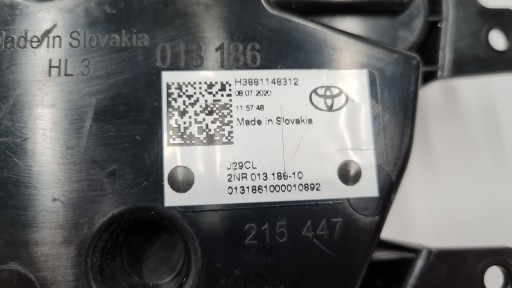 Made in Slovakia
HL 3
013 186
H3881148312
08.07.2020
11:57:48
Made in Slovakia
J29CL
2NR 013.186-10
0131861000010892
215 447